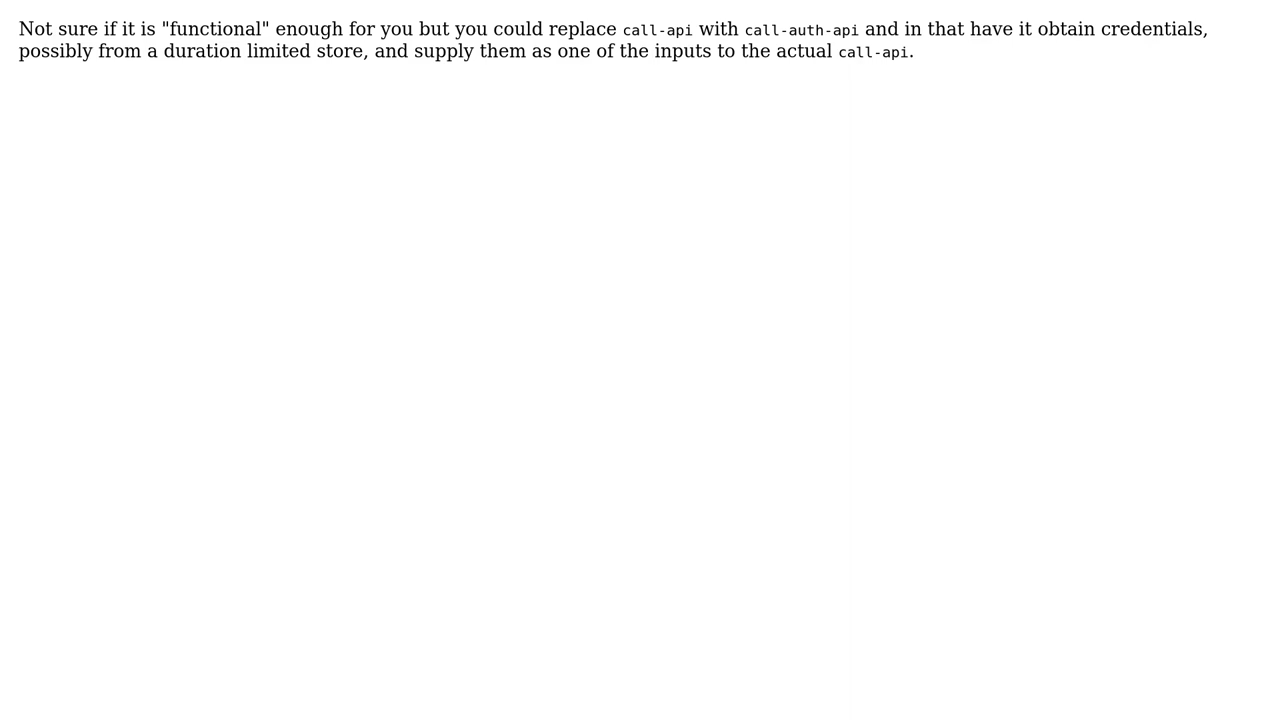 Not sure if it is "functional" enough for you but you could replace call-api with call-auth-api and in that have it obtain credentials,
possibly from a duration limited store, and supply them as one of the inputs to the actual call-api.